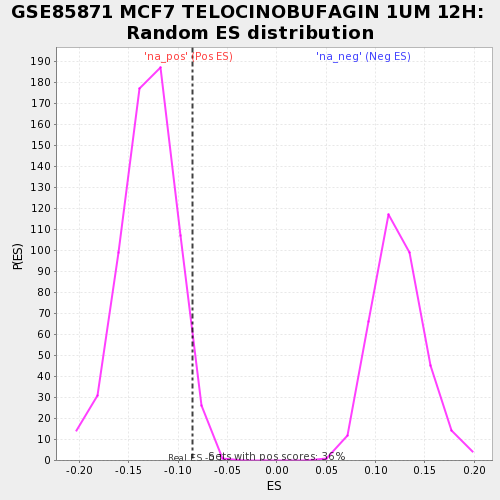 GSE85871 MCF7 TELOCINOBUFAGIN 1UM 12H:
Random ES distribution
'na_pos' (Pos ES)
'na_neg' (Neg ES)
P(ES)
190
180
170
160
150
140
130
120
110
100
90
80
70
60
50
40
30
20
10
0
Real ES -0.
Sets with pos scores: 36%
-0.20 -0.15 -0.10 -0.05 0.00 0.05 0.10 0.15 0.20
ES